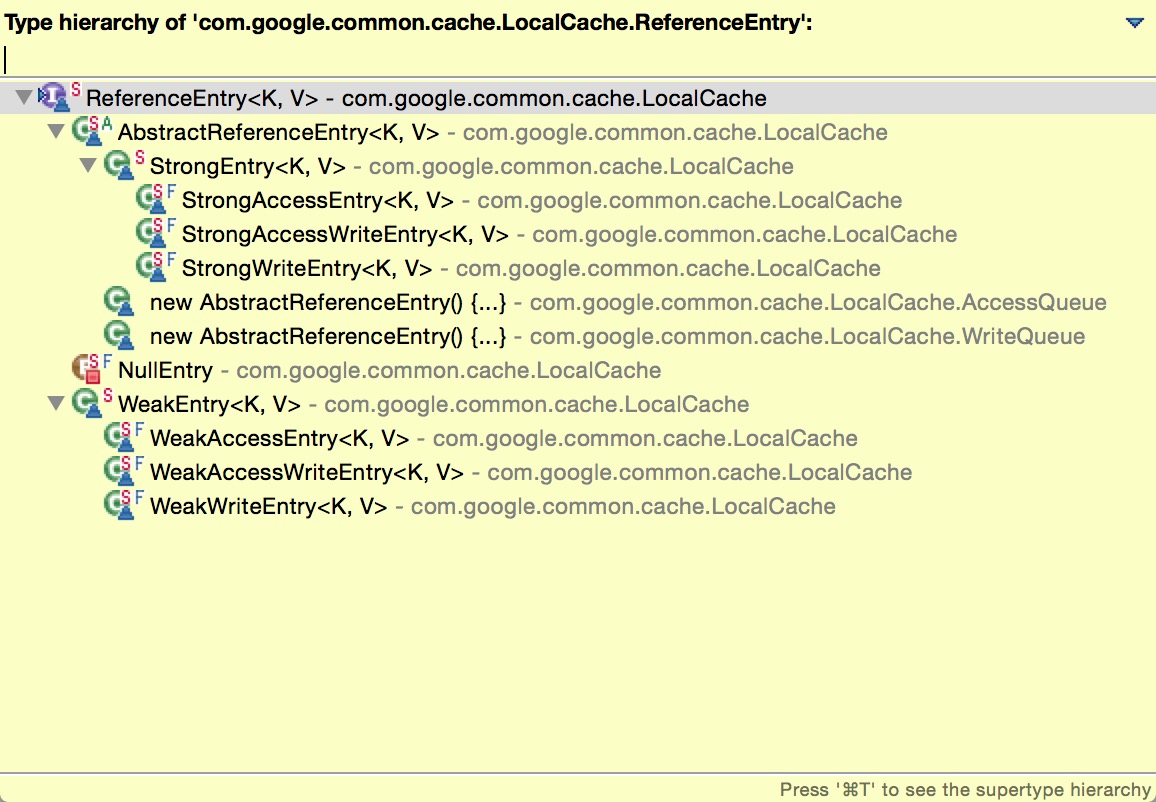 Type hierarchy of 'com.google.common.cache.LocalCache.ReferenceEntry':
ReferenceEntry<K, V> - com.google.common.cache.LocalCache
AbstractReferenceEntry<K, V> - com.google.common.cache.LocalCache
StrongEntry<K, V> - com.google.common.cache.LocalCache
StrongAccessEntry<K, V> - com.google.common.cache.LocalCache
StrongAccessWriteEntry<K, V> - com.google.common.cache.LocalCache
StrongWriteEntry<K, V> - com.google.common.cache.LocalCache
new AbstractReferenceEntry() {...} - com.google.common.cache.LocalCache.AccessQueue
new AbstractReferenceEntry() {...} - com.google.common.cache.LocalCache.WriteQueue
NullEntry - com.google.common.cache.LocalCache
WeakEntry<K, V> - com.google.common.cache.LocalCache
WeakAccessEntry<K, V> - com.google.common.cache.LocalCache
WeakAccessWriteEntry<K, V> - com.google.common.cache.LocalCache
WeakWriteEntry<K, V> - com.google.common.cache.LocalCache
Press '⌘T' to see the supertype hierarchy